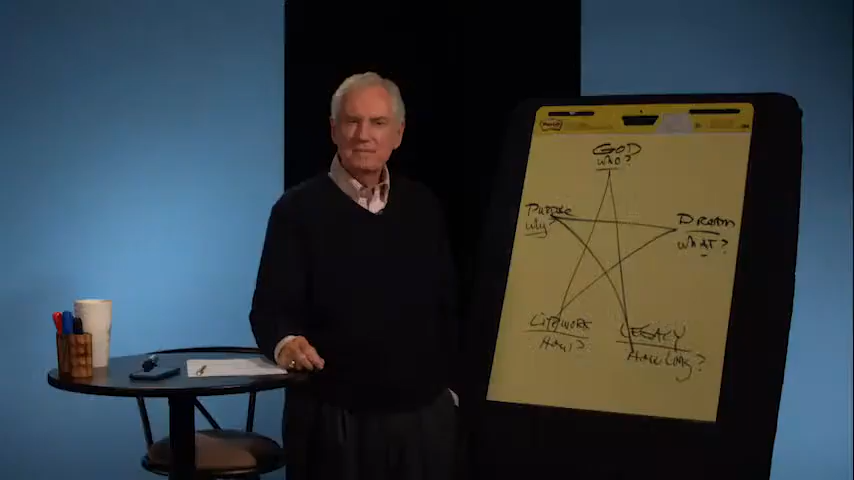 GOD
WHO?
PURPOSE
Why
DREAM
WHAT?
LIFEWORK
HOW?
LEGACY
HOW LONG?